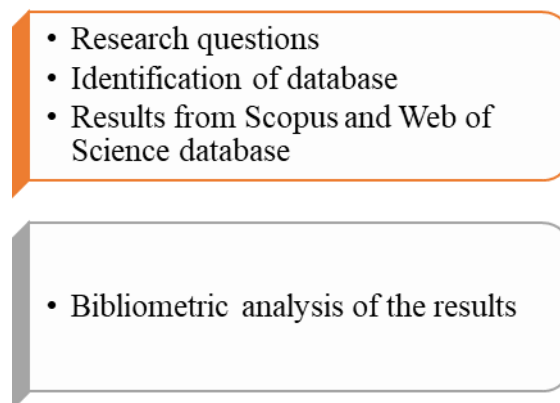 • Research questions
• Identification of database
• Results from Scopus and Web of
Science database
• Bibliometric analysis of the results